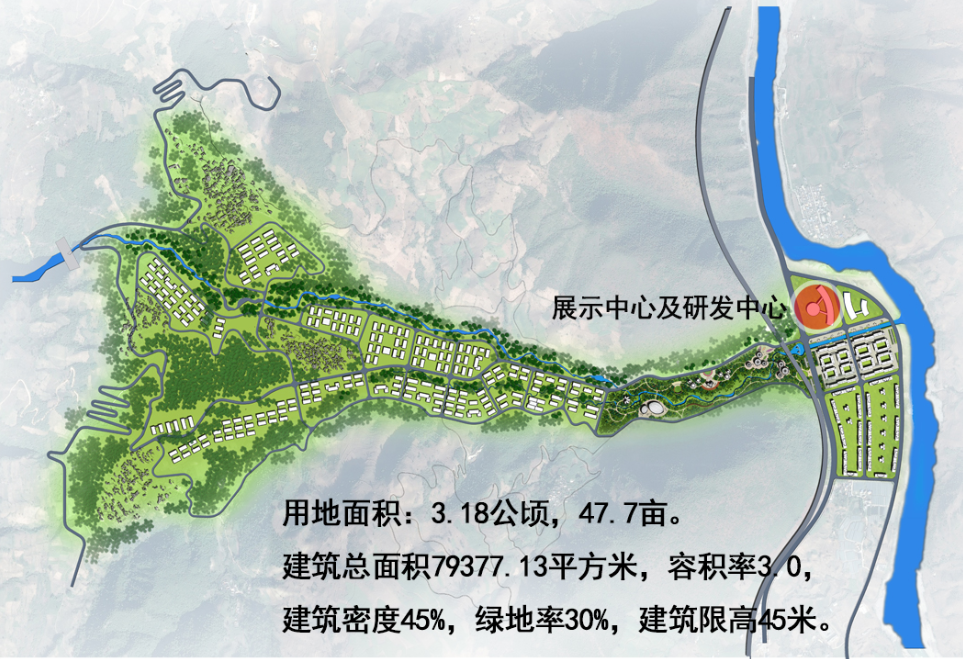 展示中心及研发中心
用地面积：3.18公顷，47.7亩。
建筑总面积79377.13平方米，容积率3.0，
建筑密度45%，绿地率30%，建筑限高45米。